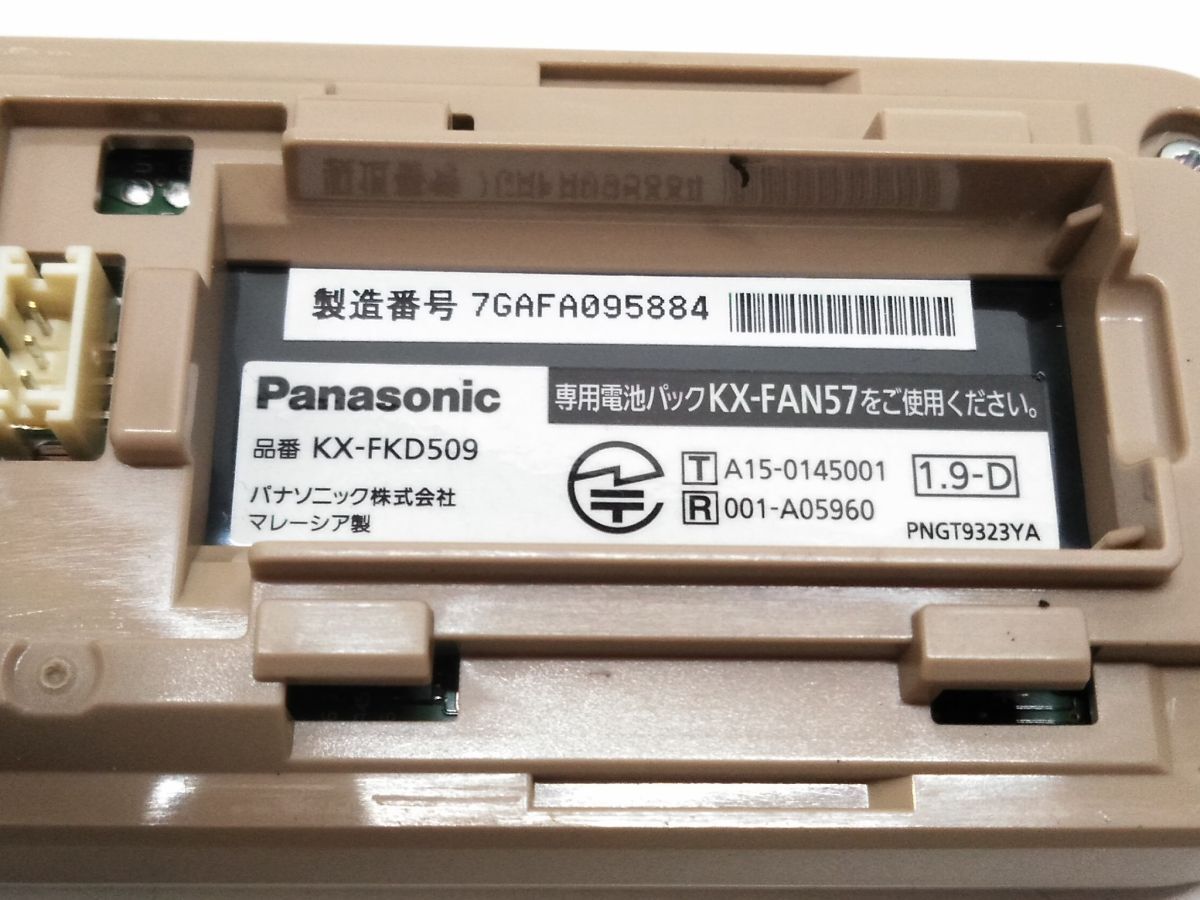 製造番号 7GAFA095884
Panasonic
専用電池パックKX-FAN57をご使用ください。
品番 KX-FKD509
パナソニック株式会社
マレーシア製
T A15-0145001
R 001-A05960
1.9-D
PNGT9323YA